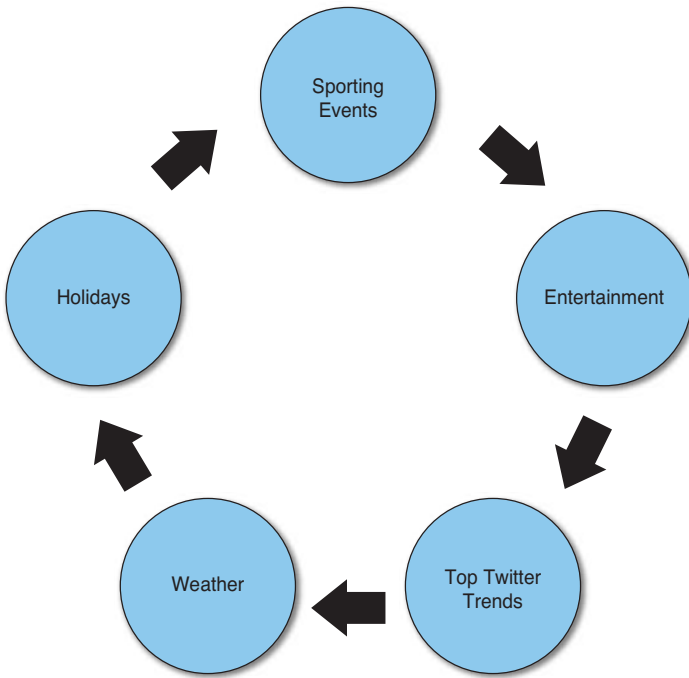 Sporting
Events
Entertainment
Top Twitter
Trends
Weather
Holidays